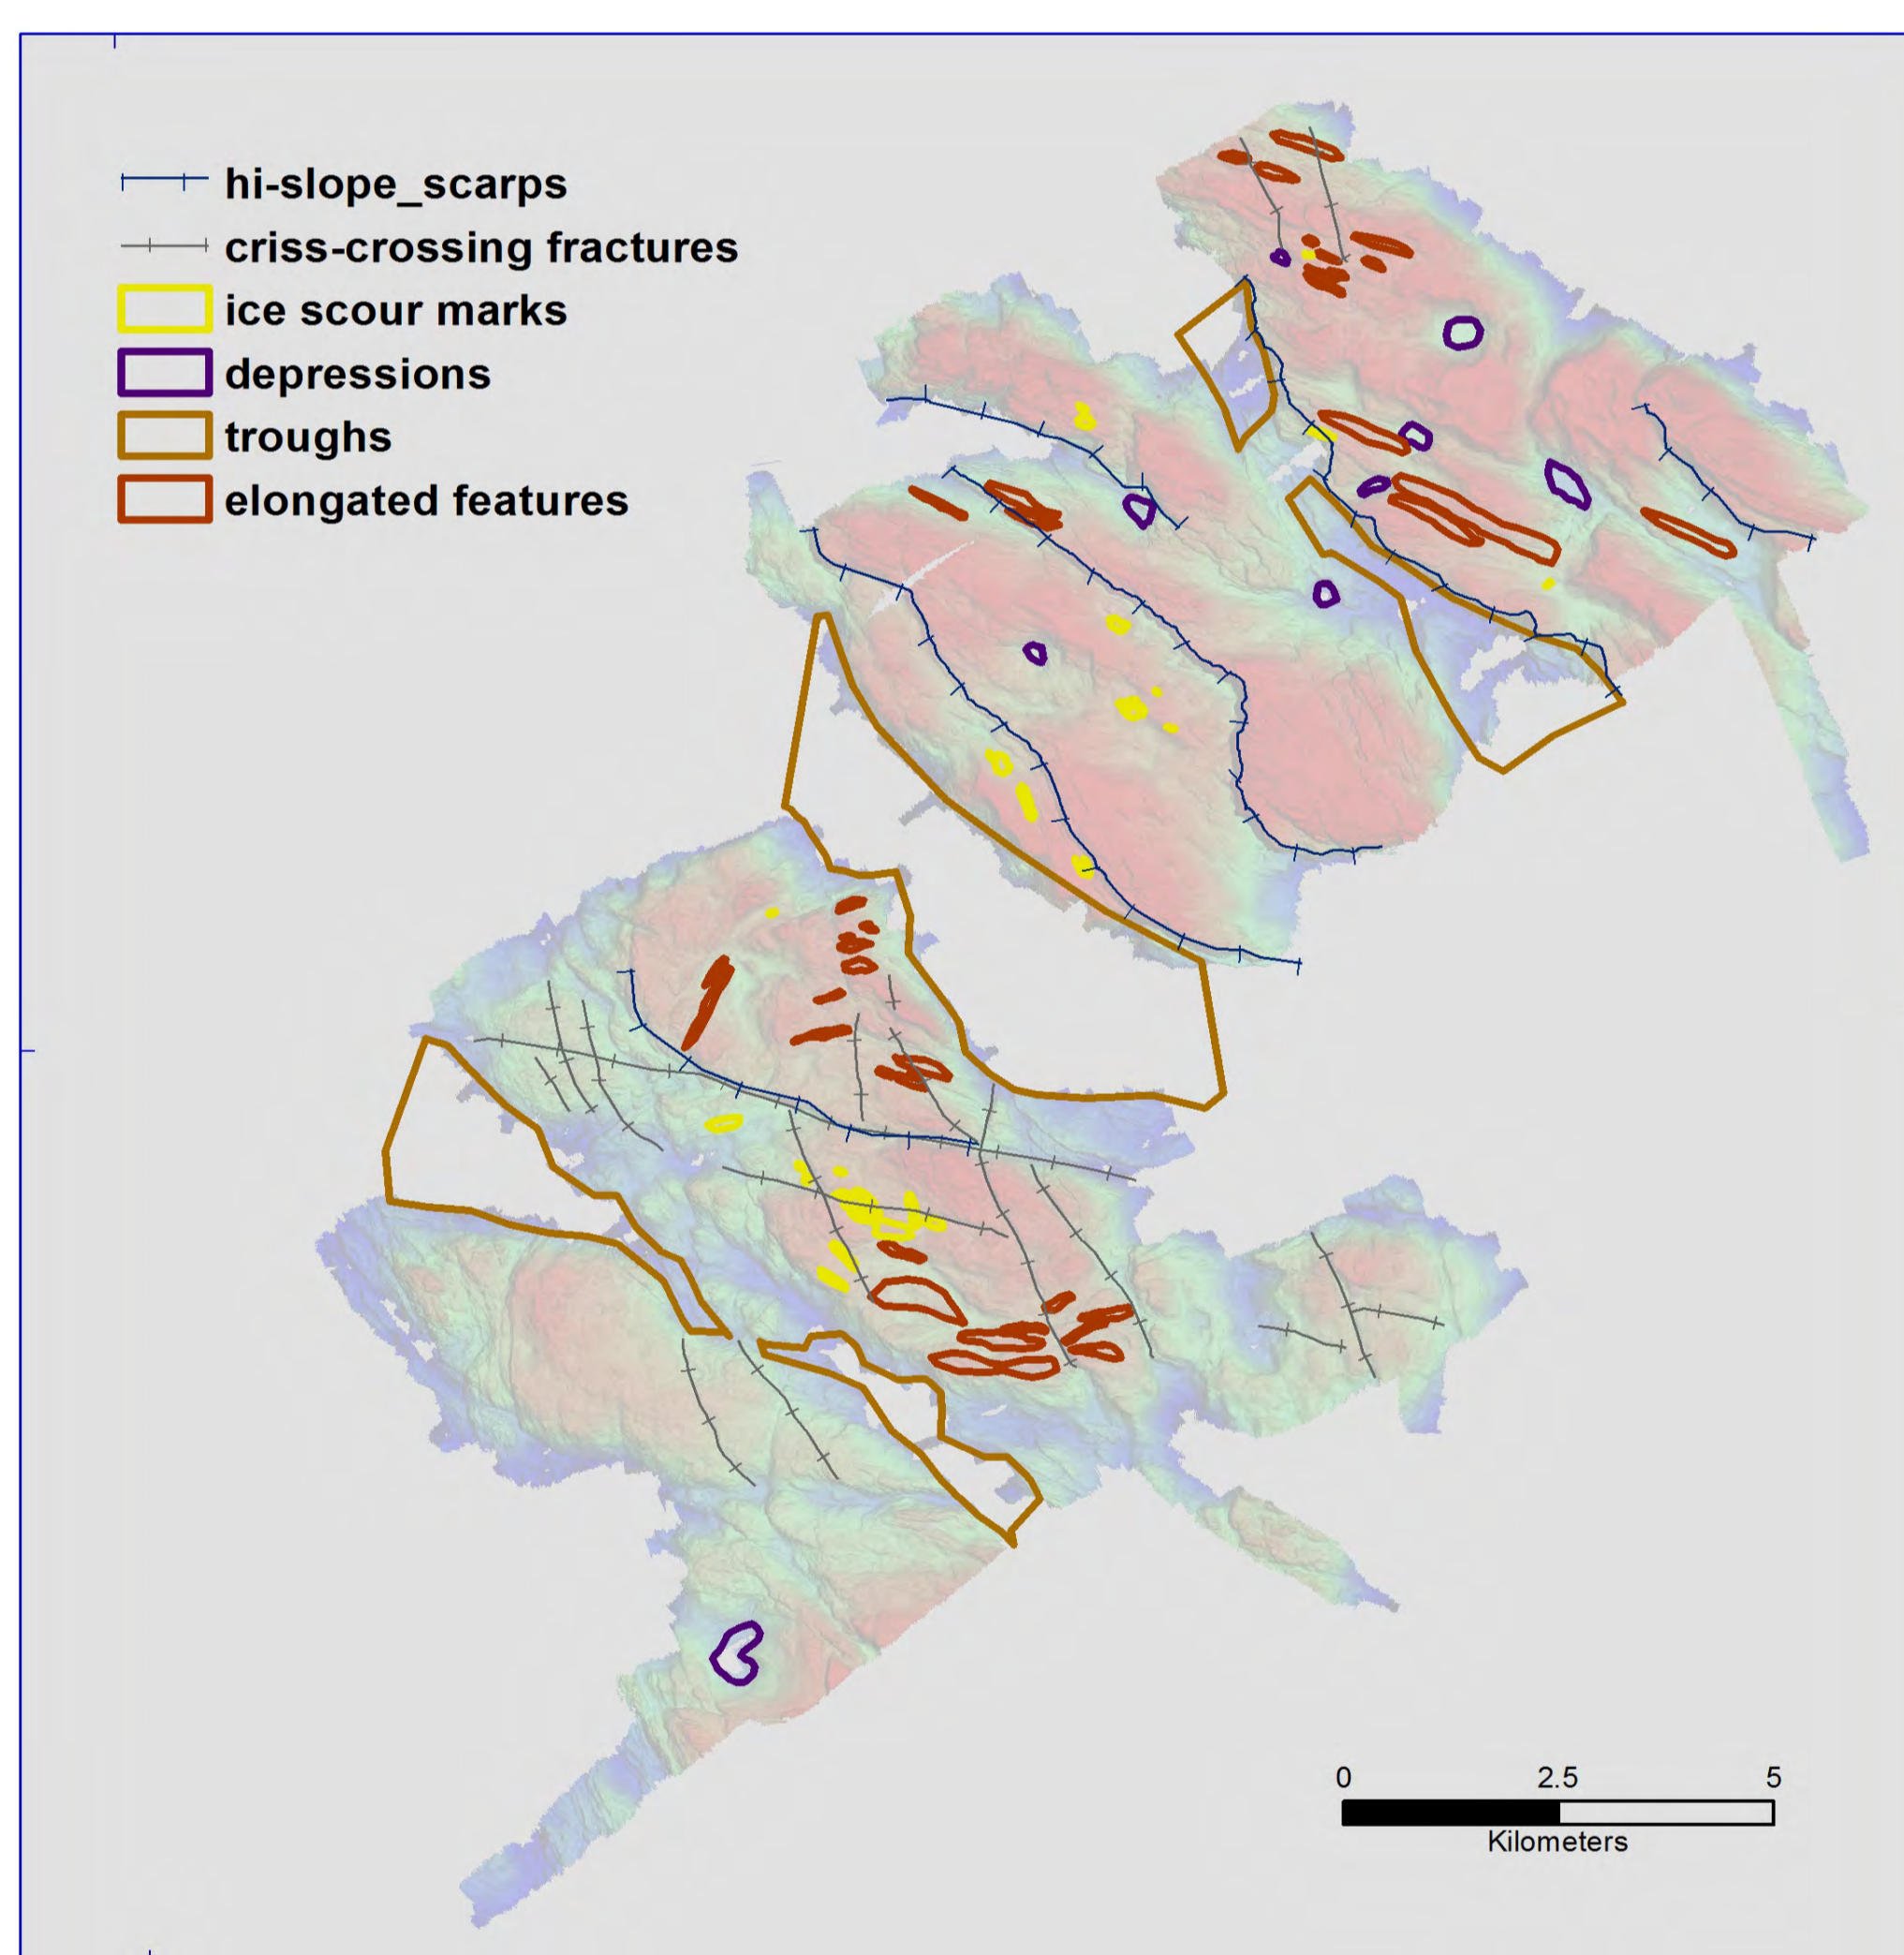 hi-slope_scarps
criss-crossing fractures
ice scour marks
depressions
troughs
elongated features
0 2.5 5
Kilometers